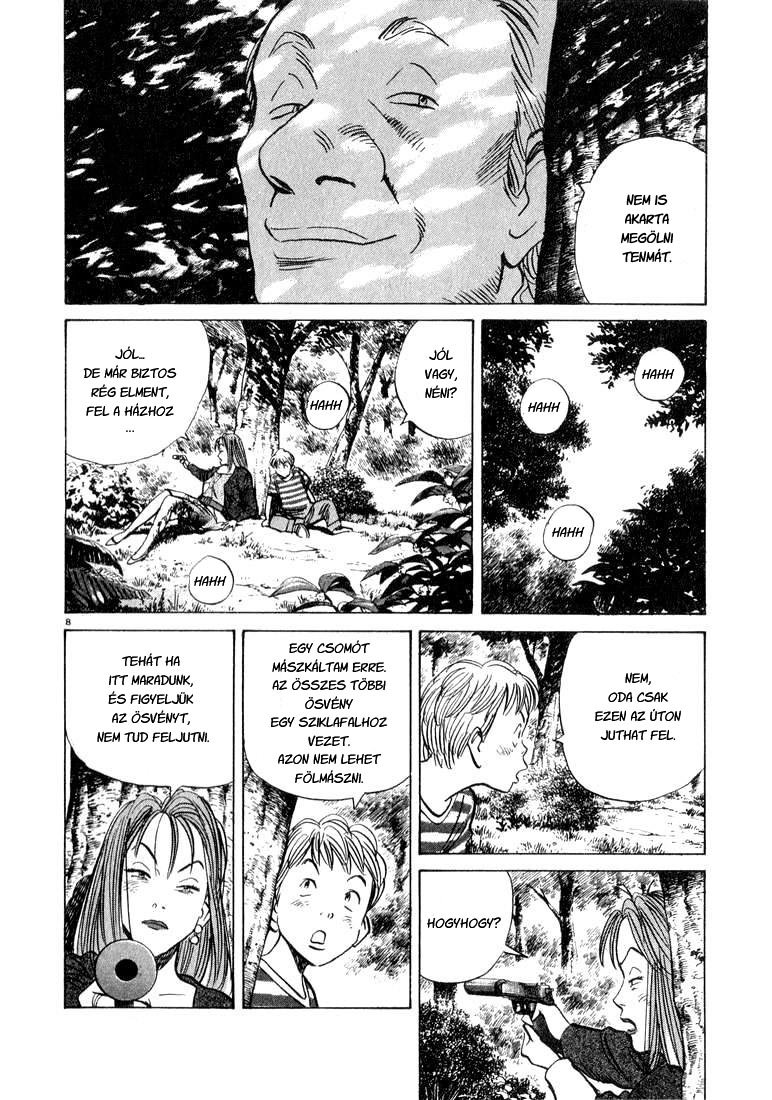 NEM IS
AKARTA
MEGÖLNI
TENMÁT.
HAHH
HAHH
HAHH
JÓL
VAGY,
NÉNI?
HAHH
JÓL...
DE MÁR BIZTOS
RÉG ELMENT,
FEL A HÁZHOZ
...
HAHH
8
NEM,
ODA CSAK
EZEN AZ ÚTON
JUTHAT FEL.
HOGYHOGY?
EGY CSOMÓT
MÁSZKÁLTAM ERRE.
AZ ÖSSZES TÖBBI
ÖSVÉNY
EGY SZIKLAFALHOZ
VEZET.
AZON NEM LEHET
FÖLMÁSZNI.
TEHÁT HA
ITT MARADUNK,
ÉS FIGYELJÜK
AZ ÖSVÉNYT,
NEM TUD FELJUTNI.